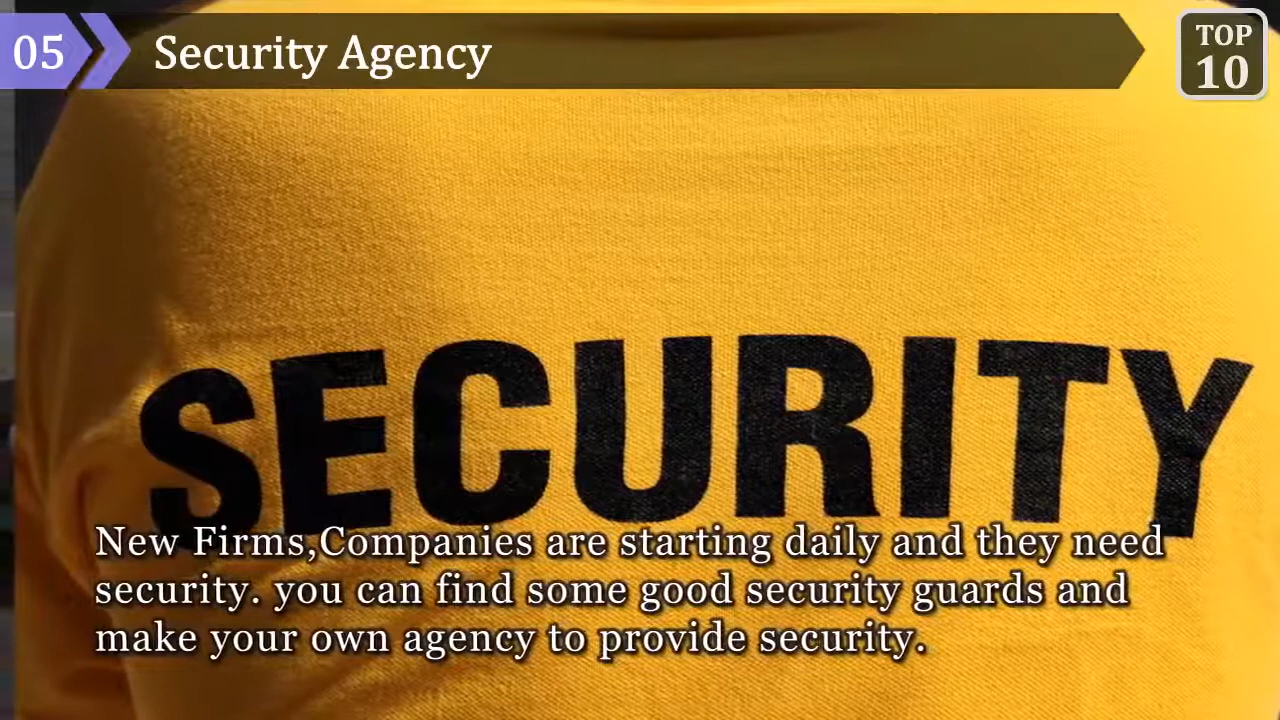 05 Security Agency
TOP
10
SECURITY
New Firms,Companies are starting daily and they need
security. you can find some good security guards and
make your own agency to provide security.